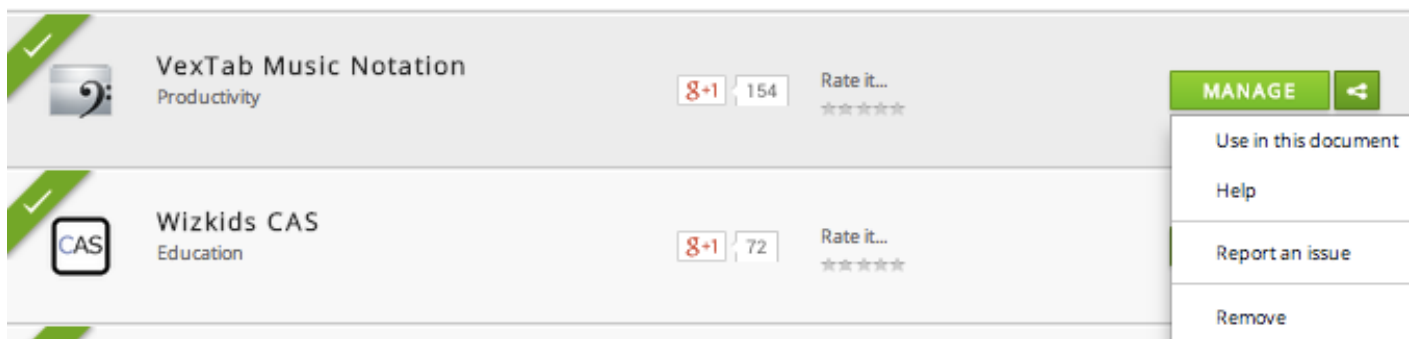 VexTab Music Notation
Productivity
g+1 154
Rate it...
MANAGE
Use in this document
Help
Report an issue
Remove
CAS
Wizkids CAS
Education
g+1 72
Rate it...